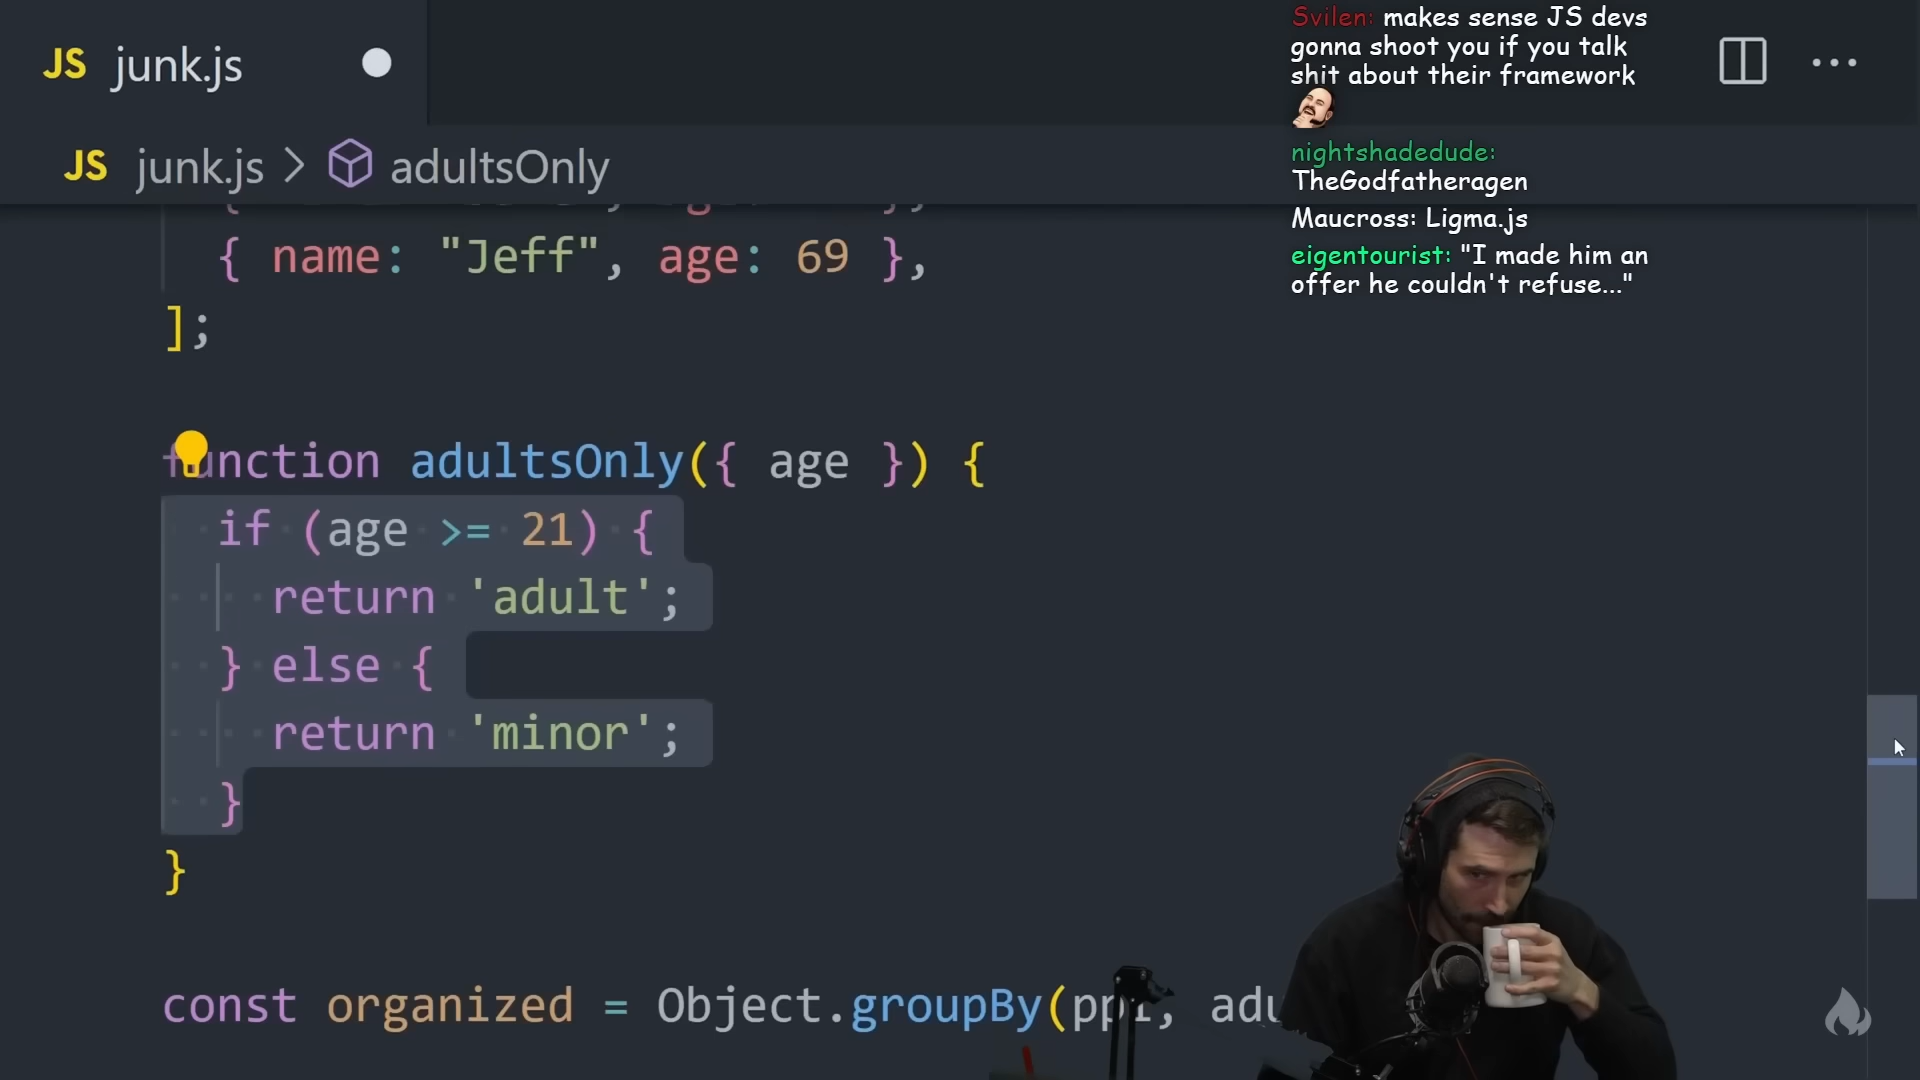 JS junk.js
JS junk.js > adultsOnly
{ name: "Jeff", age: 69 },
];
function adultsOnly({ age }) {
if (age >= 21) {
return 'adult';
} else {
return 'minor';
}
}
const organized = Object.groupBy(
Svilen: makes sense JS devs
gonna shoot you if you talk
shit about their framework
nightshadedude:
TheGodfatheragen
Maucross: Ligma.js
eigentourist: "I made him an
offer he couldn't refuse..."